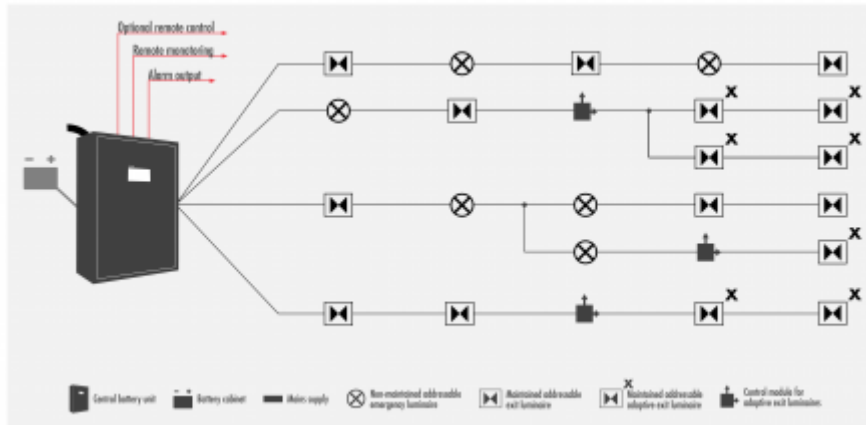 Optional remote control
Remote monotoring
Alarm output
- +
X
X
X
X
X
X
X
- +
X
Central battery unit
Battery cabinet
Mains supply
Non-maintained addressable
emergency luminaire
Maintained addressable
exit luminaire
Maintained addressable
adaptive exit luminaire
Control module for
adaptive exit luminaires